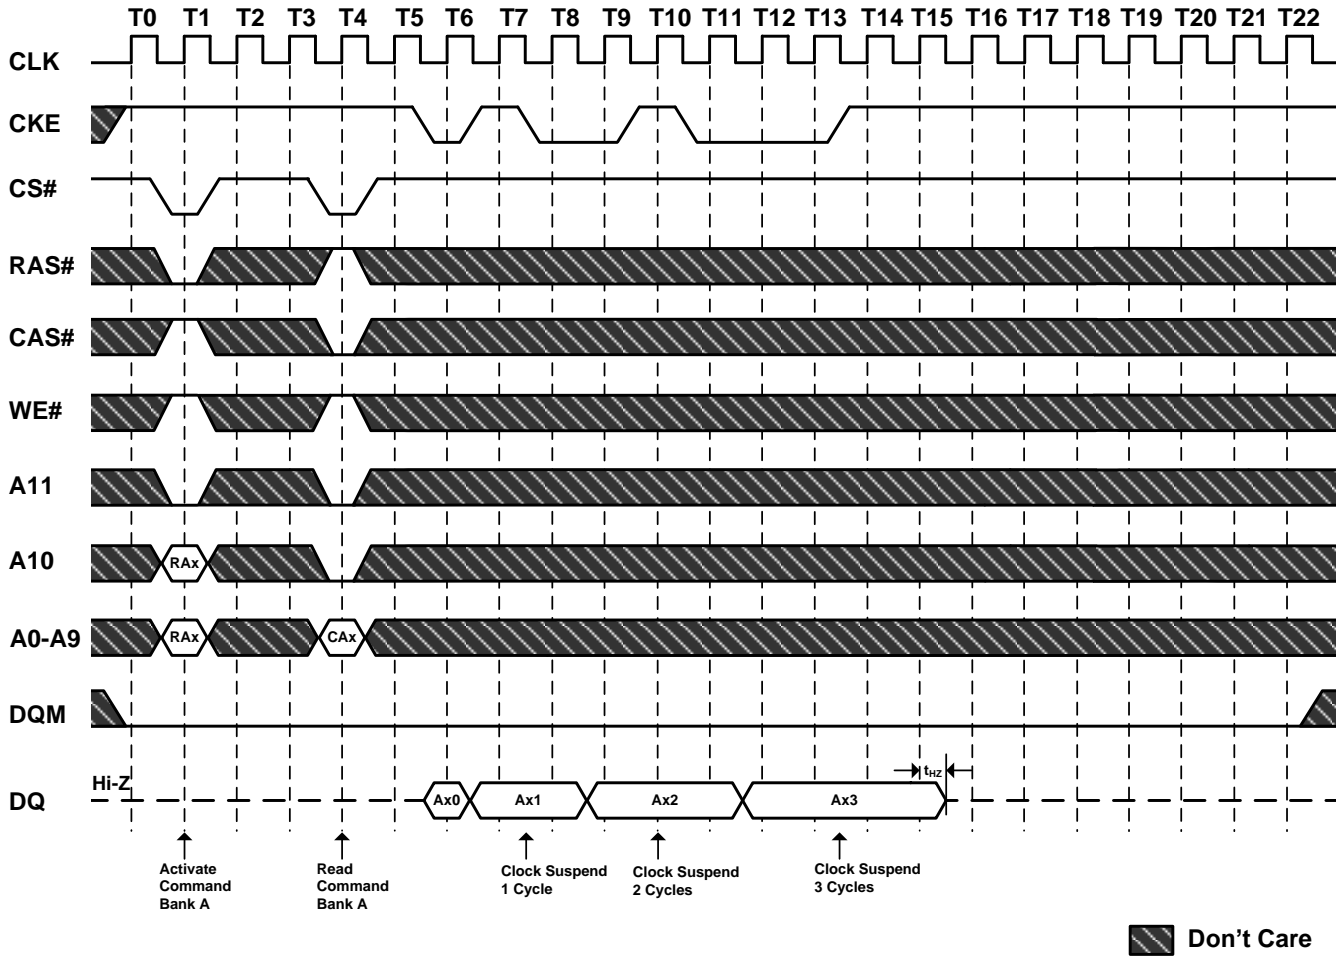 T0 T1 T2 T3 T4 T5 T6 T7 T8 T9 T10 T11 T12 T13 T14 T15 T16 T17 T18 T19 T20 T21 T22
CLK
CKE
CS#
RAS#
CAS#
WE#
A11
A10 RAx
A0-A9 RAx CAx
DQM
tHZ
Hi-Z
DQ Ax0 Ax1 Ax2 Ax3
Activate
Command
Bank A
Read
Command
Bank A
Clock Suspend
1 Cycle
Clock Suspend
2 Cycles
Clock Suspend
3 Cycles
Don't Care